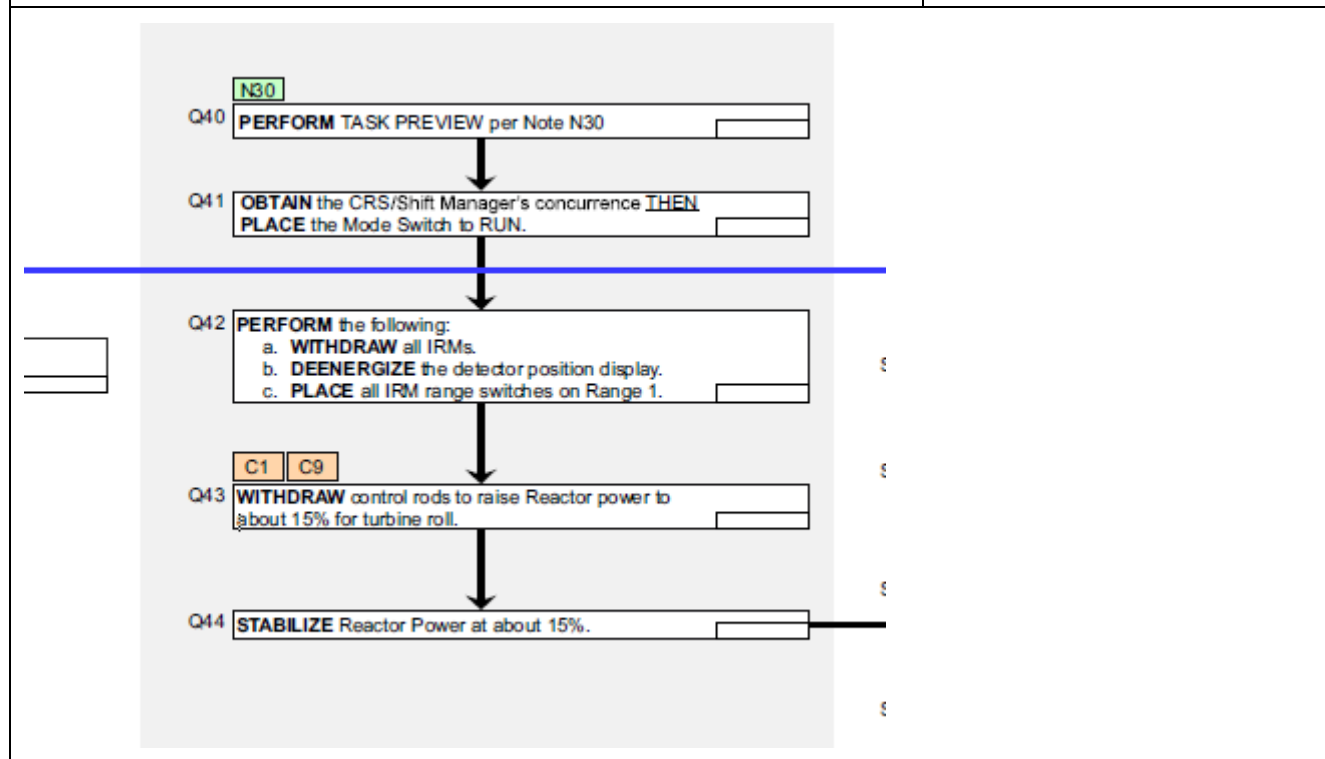 N30
Q40 PERFORM TASK PREVIEW per Note N30
Q41 OBTAIN the CRS/Shift Manager's concurrence THEN
PLACE the Mode Switch to RUN.
Q42 PERFORM the following:
a. WITHDRAW all IRMs.
b. DEENERGIZE the detector position display.
c. PLACE all IRM range switches on Range 1.
C1 C9
Q43 WITHDRAW control rods to raise Reactor power to
about 15% for turbine roll.
Q44 STABILIZE Reactor Power at about 15%.